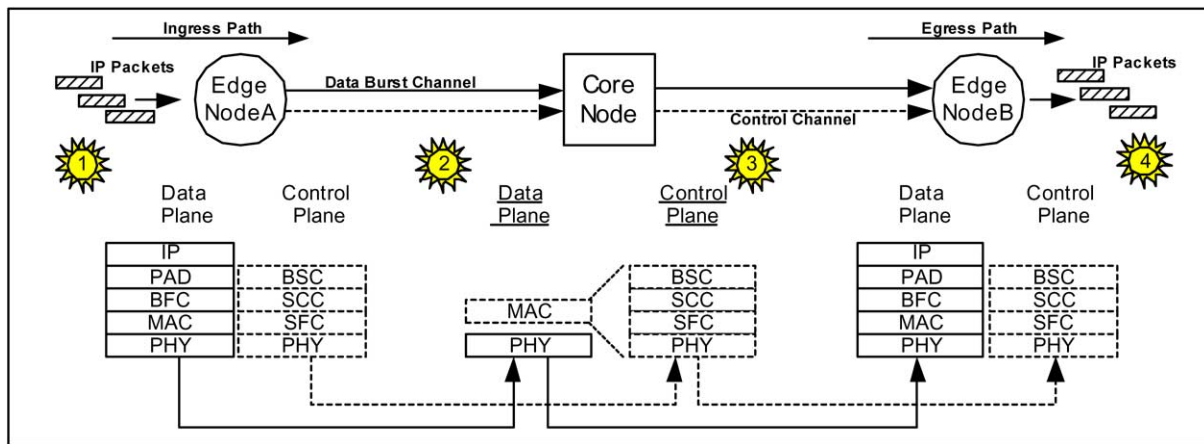 Ingress Path
Egress Path
IP Packets
IP Packets
Edge
NodeA
Data Burst Channel
Core
Node
Control Channel
Edge
NodeB
1
2
3
4
Data
Plane
Control
Plane
Data
Plane
Control
Plane
Data
Plane
Control
Plane
IP
PAD
BFC
MAC
PHY
BSC
SCC
SFC
PHY
MAC
PHY
BSC
SCC
SFC
PHY
IP
PAD
BFC
MAC
PHY
BSC
SCC
SFC
PHY